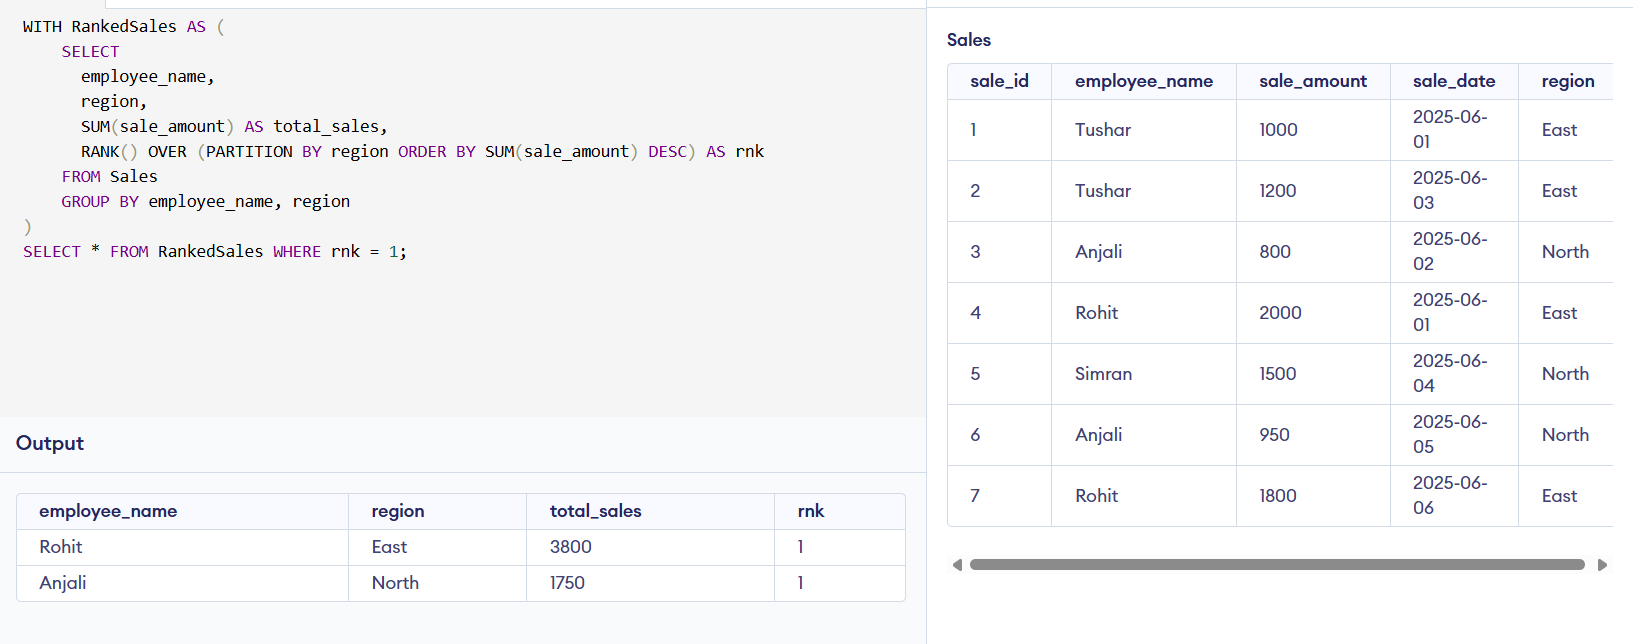 WITH RankedSales AS (
    SELECT
      employee_name,
      region,
      SUM(sale_amount) AS total_sales,
      RANK() OVER (PARTITION BY region ORDER BY SUM(sale_amount) DESC) AS rnk
    FROM Sales
    GROUP BY employee_name, region
)
SELECT * FROM RankedSales WHERE rnk = 1;
Output
employee_name region total_sales rnk
Rohit East 3800 1
Anjali North 1750 1
Sales
sale_id employee_name sale_amount sale_date region
1 Tushar 1000 2025-06-
01 East
2 Tushar 1200 2025-06-
03 East
3 Anjali 800 2025-06-
02 North
4 Rohit 2000 2025-06-
01 East
5 Simran 1500 2025-06-
04 North
6 Anjali 950 2025-06-
05 North
7 Rohit 1800 2025-06-
06 East